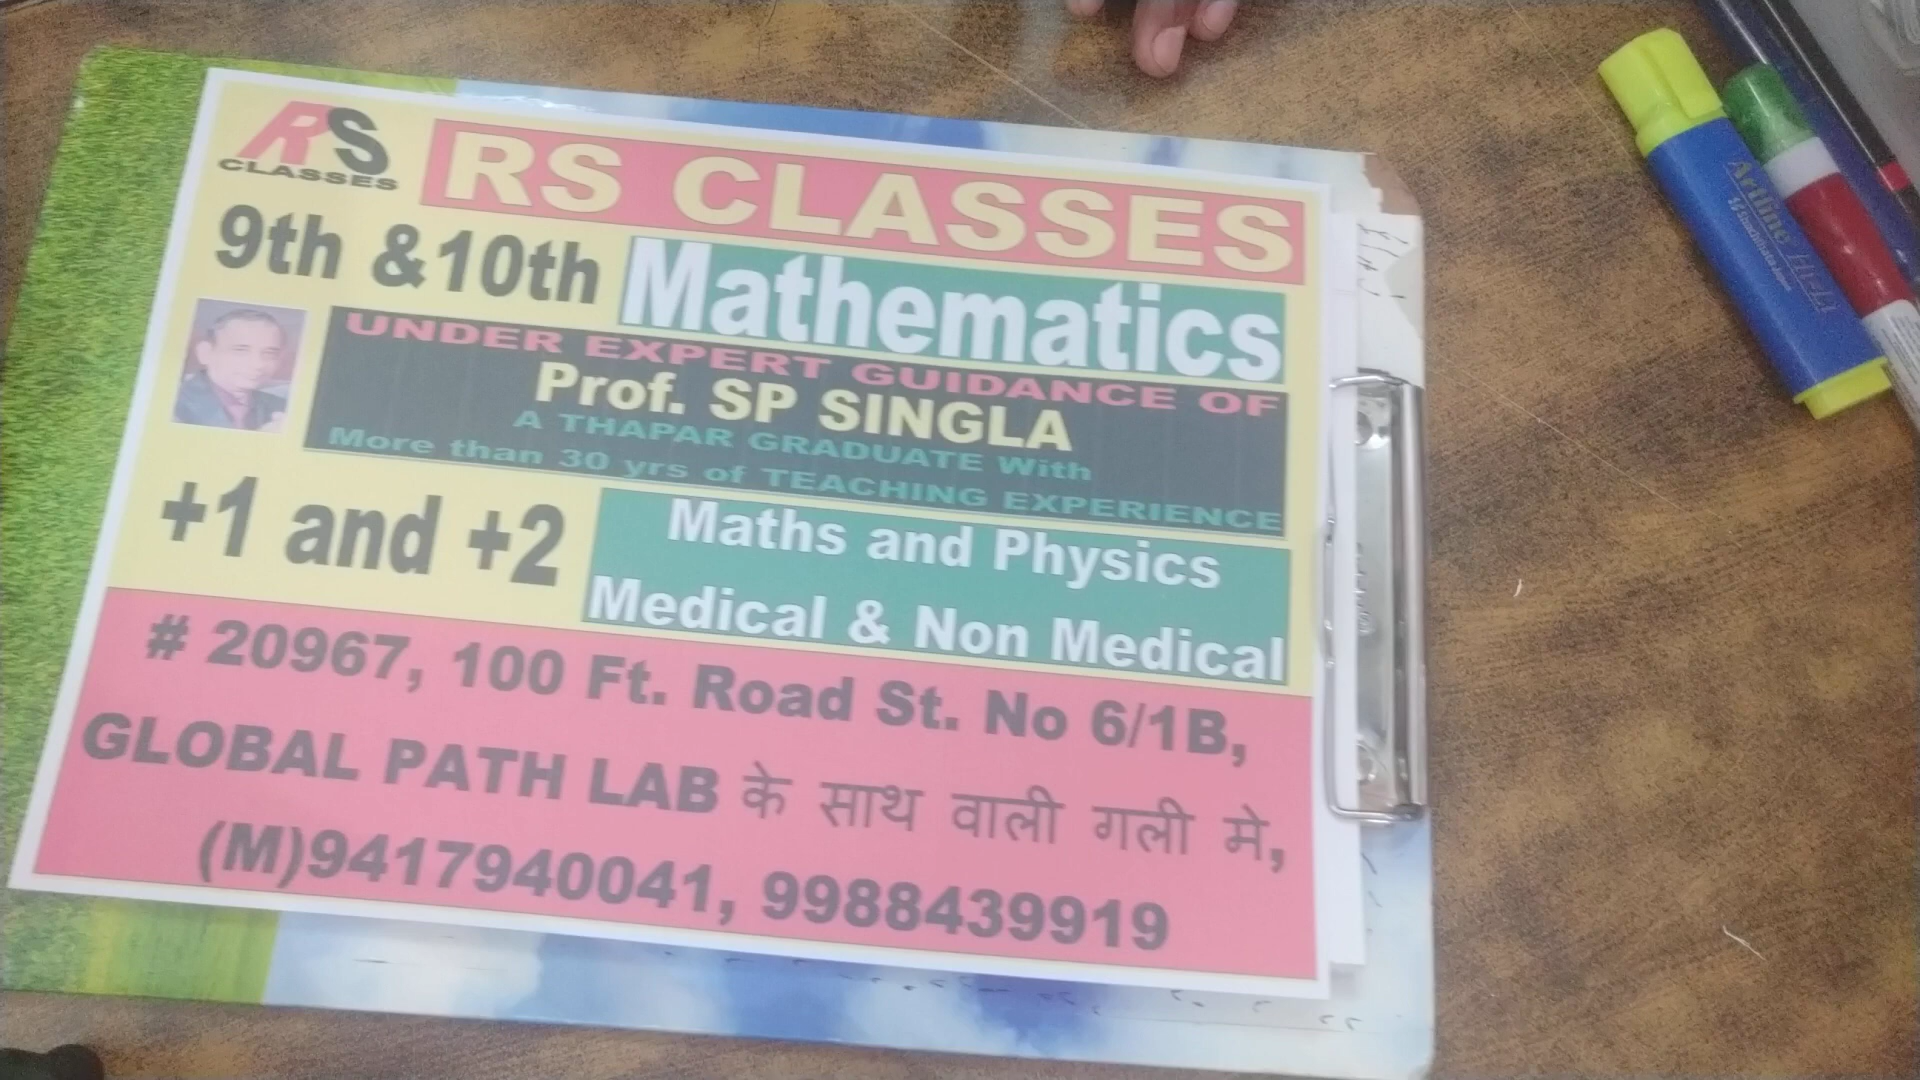 RS
CLASSES
RS CLASSES
9th &10th Mathematics
UNDER EXPERT GUIDANCE OF
Prof. SP SINGLA
A THAPAR GRADUATE With
More than 30 yrs of TEACHING EXPERIENCE
+1 and +2
Maths and Physics
Medical & Non Medical
# 20967, 100 Ft. Road St. No 6/1B,
GLOBAL PATH LAB के साथ वाली गली मे,
(M)9417940041, 9988439919
Artline